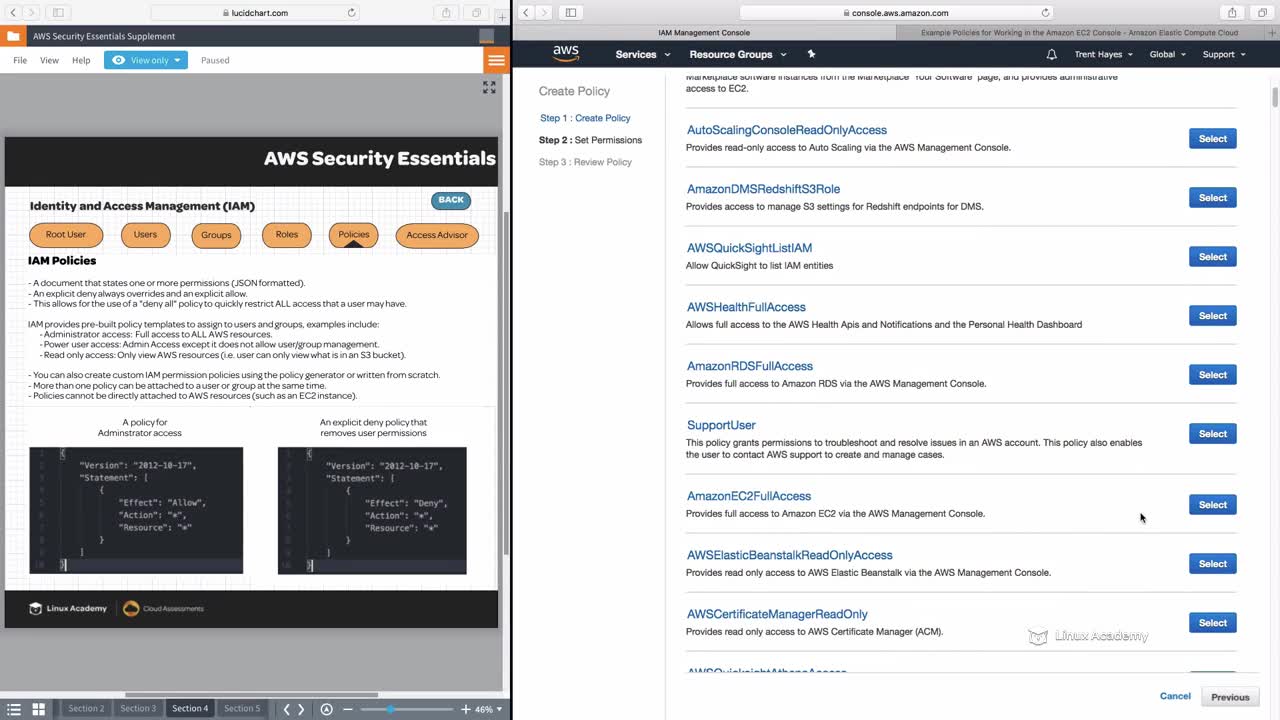 lucidchart.com
console.aws.amazon.com
AWS Security Essentials Supplement
IAM Management Console
Example Policies for Working in the Amazon EC2 Console - Amazon Elastic Compute Cloud
File View Help View only Paused
aws Services Resource Groups Trent Hayes Global Support
AWS Security Essentials
Identity and Access Management (IAM)
BACK
Root User Users Groups Roles Policies Access Advisor
IAM Policies
- A document that states one or more permissions (JSON formatted).
- An explicit deny always overrides and an explicit allow.
- This allows for the use of a "deny all" policy to quickly restrict ALL access that a user may have.
IAM provides pre-built policy templates to assign to users and groups, examples include:
- Administrator access: Full access to ALL AWS resources.
- Power user access: Admin Access except it does not allow user/group management.
- Read only access: Only view AWS resources (i.e. user can only view what is in an S3 bucket).
- You can also create custom IAM permission policies using the policy generator or written from scratch.
- More than one policy can be attached to a user or group at the same time.
- Policies cannot be directly attached to AWS resources (such as an EC2 instance).
A policy for
Adminstrator access
{
"Version": "2012-10-17",
"Statement": [
{
"Effect": "Allow",
"Action": "*",
"Resource": "*"
}
]
}
An explicit deny policy that
removes user permissions
{
"Version": "2012-10-17",
"Statement": [
{
"Effect": "Deny",
"Action": "*",
"Resource": "*"
}
]
}
Linux Academy Cloud Assessments
Section 2 Section 3 Section 4 Section 5 46%
Create Policy
Step 1 : Create Policy
Step 2 : Set Permissions
Step 3 : Review Policy
Marketplace software instances from the Marketplace 'Your Software' page, and provides administrative
access to EC2.
AutoScalingConsoleReadOnlyAccess
Provides read-only access to Auto Scaling via the AWS Management Console.
Select
AmazonDMSRedshiftS3Role
Provides access to manage S3 settings for Redshift endpoints for DMS.
Select
AWSQuickSightListIAM
Allow QuickSight to list IAM entities
Select
AWSHealthFullAccess
Allows full access to the AWS Health Apis and Notifications and the Personal Health Dashboard
Select
AmazonRDSFullAccess
Provides full access to Amazon RDS via the AWS Management Console.
Select
SupportUser
This policy grants permissions to troubleshoot and resolve issues in an AWS account. This policy also enables
the user to contact AWS support to create and manage cases.
Select
AmazonEC2FullAccess
Provides full access to Amazon EC2 via the AWS Management Console.
Select
AWSElasticBeanstalkReadOnlyAccess
Provides read only access to AWS Elastic Beanstalk via the AWS Management Console.
Select
AWSCertificateManagerReadOnly
Provides read only access to AWS Certificate Manager (ACM).
Select
Linux Academy
AWSQuicksightAthenaAccess
Cancel Previous